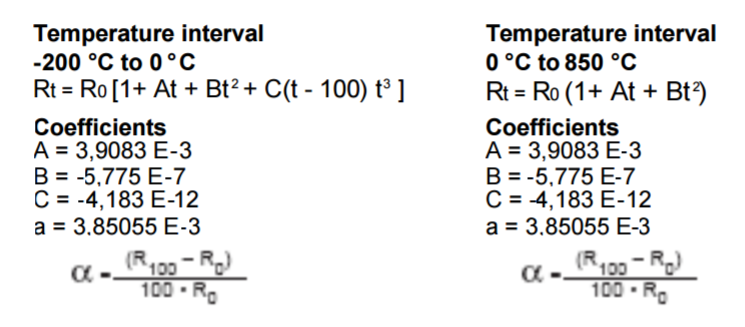 Temperature interval
-200 °C to 0°C
Rt = R0 [1+ At + Bt² + C(t - 100) t³ ]
Coefficients
A = 3,9083 E-3
B = -5,775 E-7
C = -4,183 E-12
a = 3.85055 E-3
α = (R100 - R0)
100 • R0
Temperature interval
0 °C to 850 °C
Rt = R0 (1+ At + Bt²)
Coefficients
A = 3,9083 E-3
B = -5,775 E-7
C = -4,183 E-12
a = 3.85055 E-3
α = (R100 - R0)
100 • R0